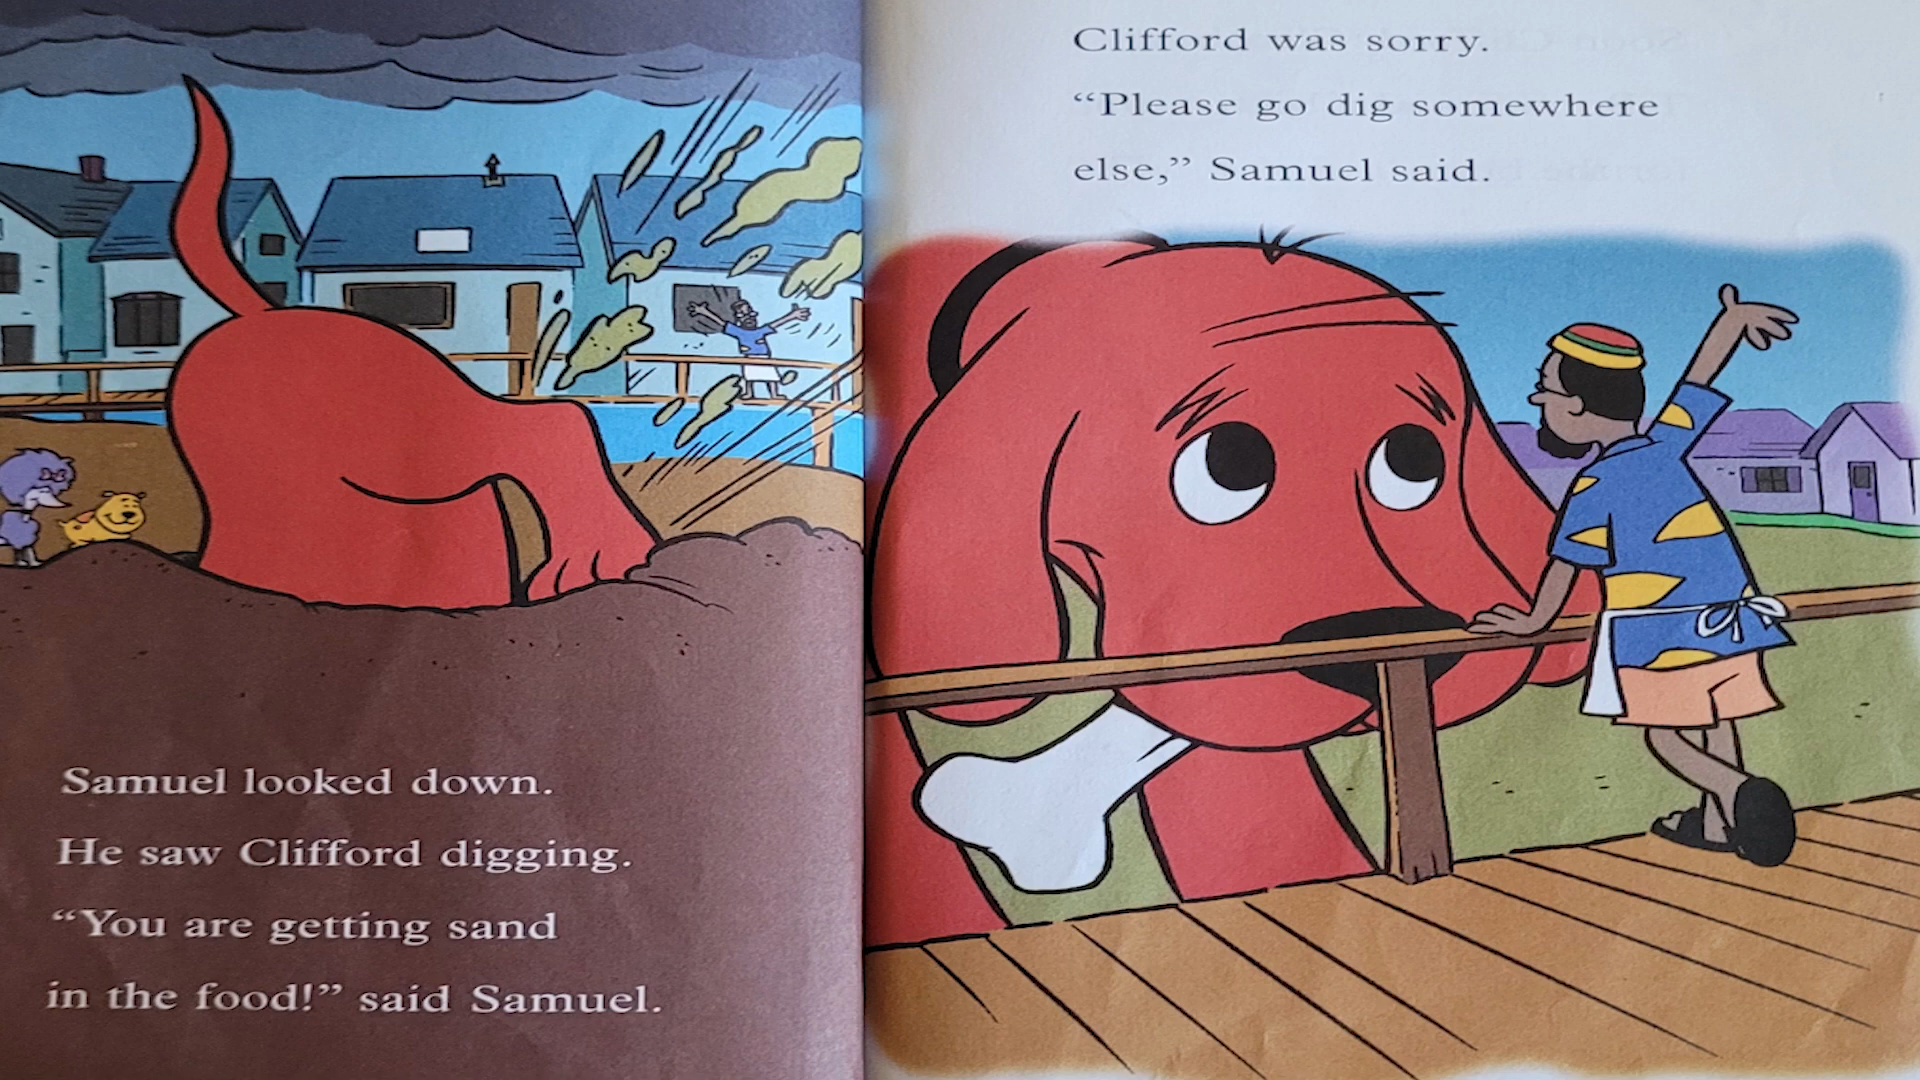 Samuel looked down.
He saw Clifford digging.
“You are getting sand
in the food!” said Samuel.
Clifford was sorry.
“Please go dig somewhere
else,” Samuel said.